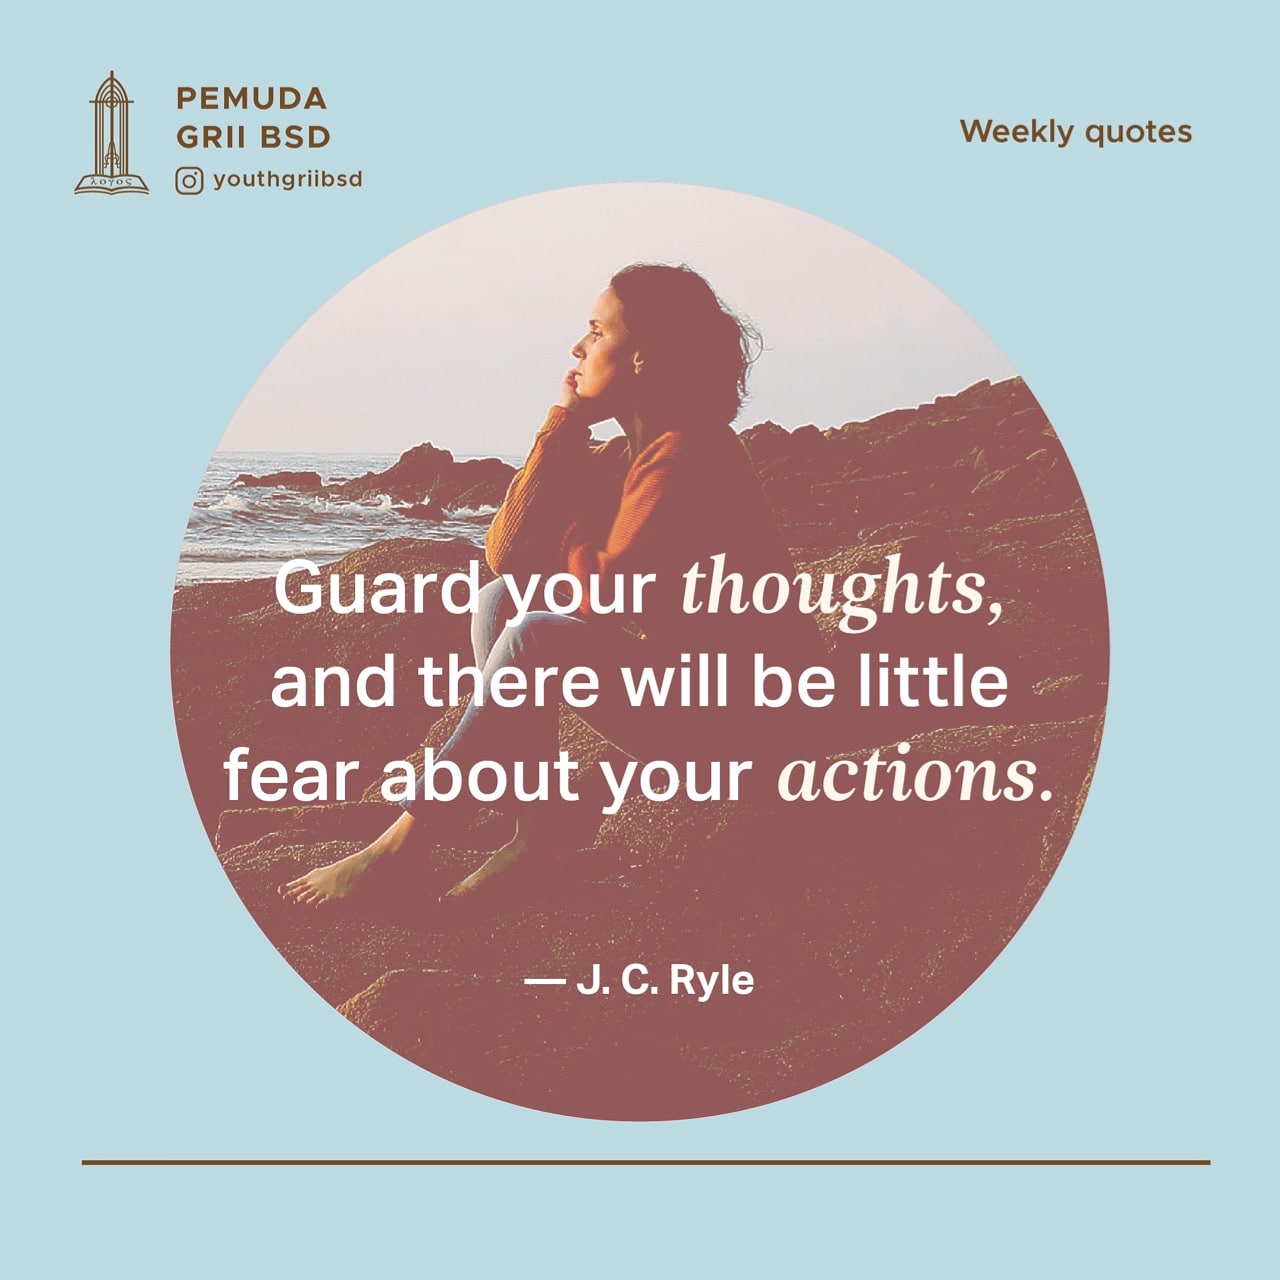 PEMUDA
GRII BSD
youthgriibsd
λογος
Weekly quotes
Guard your thoughts,
and there will be little
fear about your actions.
— J. C. Ryle